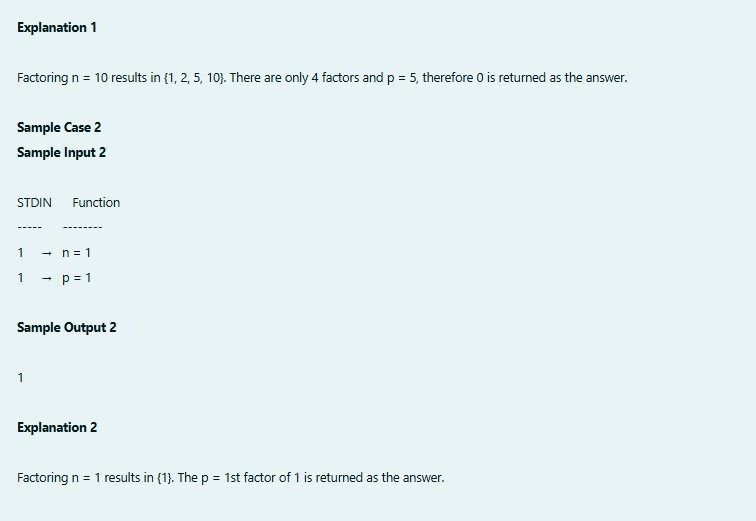 Explanation 1
Factoring n = 10 results in {1, 2, 5, 10}. There are only 4 factors and p = 5, therefore 0 is returned as the answer.
Sample Case 2
Sample Input 2
STDIN Function
----- --------
1 → n = 1
1 → p = 1
Sample Output 2
1
Explanation 2
Factoring n = 1 results in {1}. The p = 1st factor of 1 is returned as the answer.